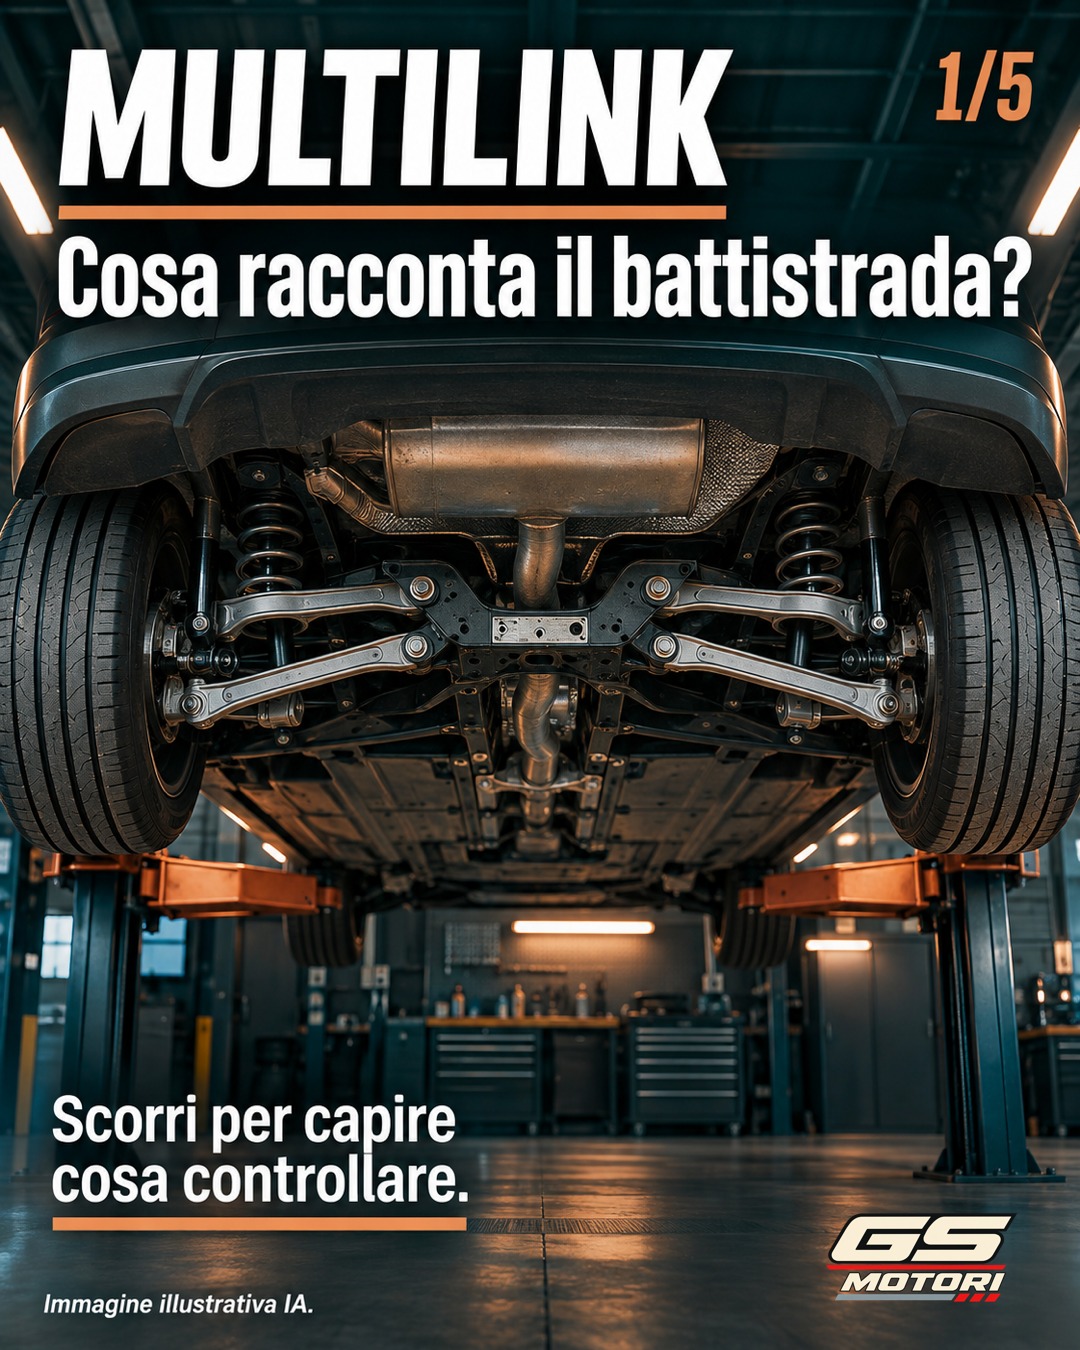 MULTILINK
1/5
Cosa racconta il battistrada?
Scorri per capire
cosa controllare.
GS
MOTORI
Immagine illustrativa IA.